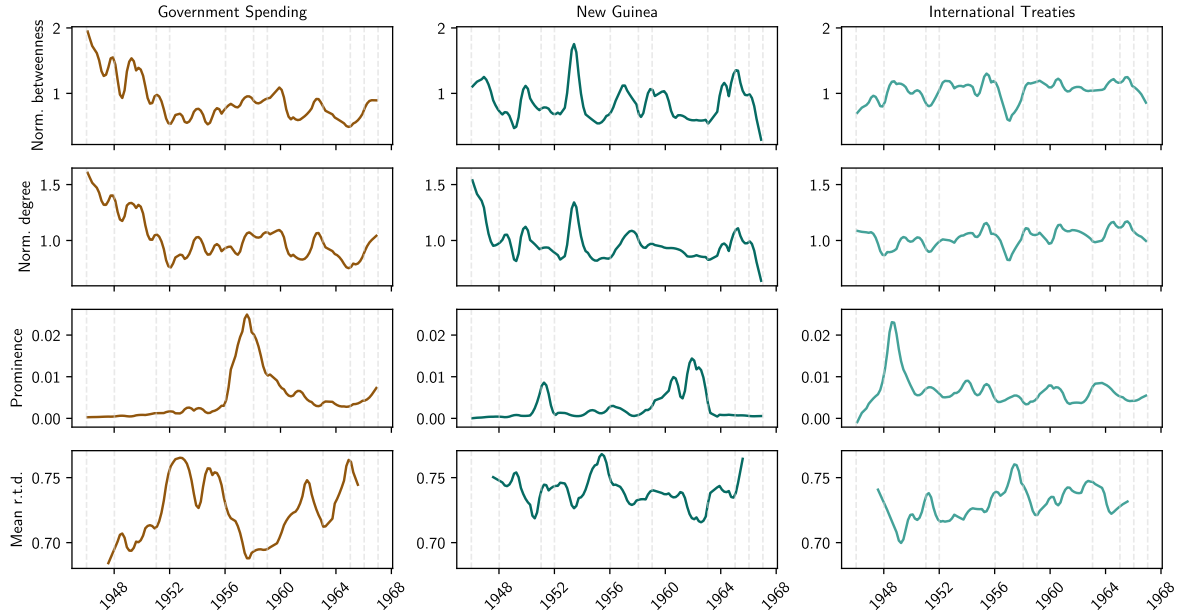 Government Spending
New Guinea
International Treaties
Norm. betweenness
2
1
2
1
2
1
Norm. degree
1.5
1.0
1.5
1.0
1.5
1.0
Prominence
0.02
0.01
0.00
0.02
0.01
0.00
0.02
0.01
0.00
Mean r.t.d.
0.75
0.70
0.75
0.70
0.75
0.70
1948 1952 1956 1960 1964 1968
1948 1952 1956 1960 1964 1968
1948 1952 1956 1960 1964 1968